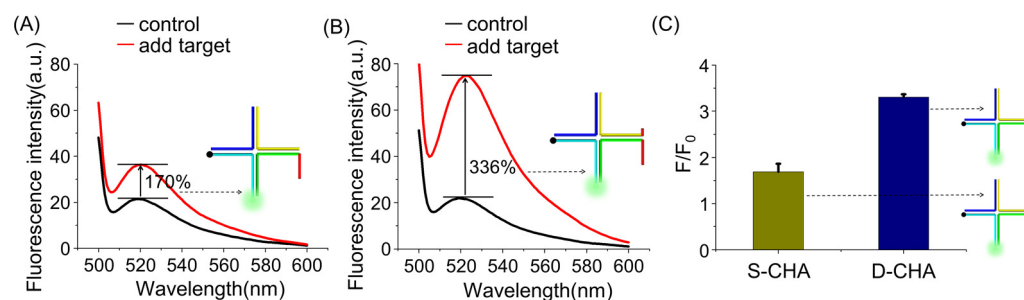 (A)
control
add target
Fluorescence intensity(a.u.)
80
60
40
20
0
170%
500 520 540 560 580 600
Wavelength(nm)
(B)
control
add target
Fluorescence intensity(a.u.)
80
60
40
20
0
336%
500 520 540 560 580 600
Wavelength(nm)
(C)
F/F0
4
3
2
1
0
S-CHA D-CHA